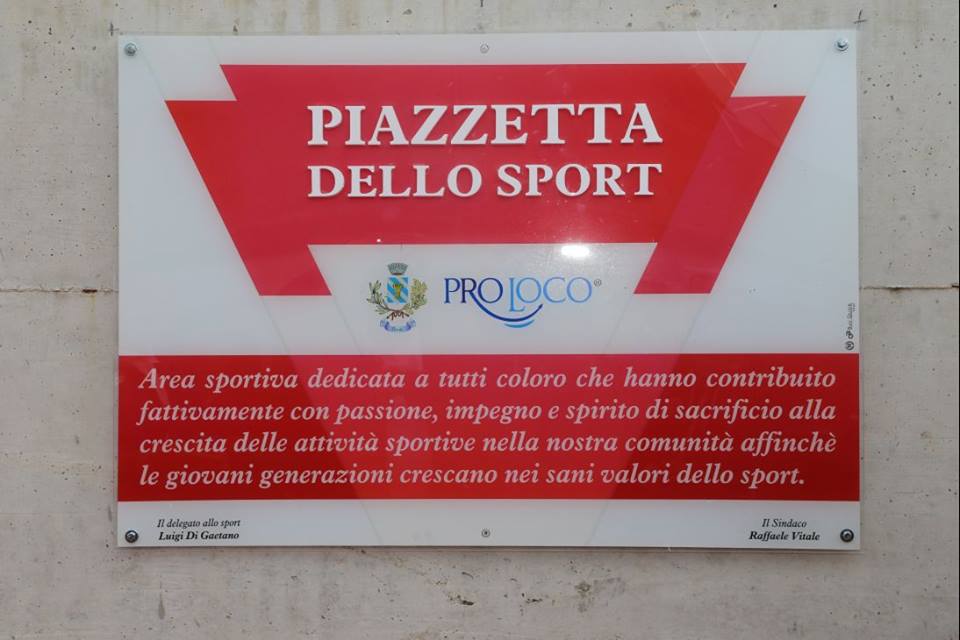 PIAZZETTA
DELLO SPORT
PRO LOCO®
Area sportiva dedicata a tutti coloro che hanno contribuito
fattivamente con passione, impegno e spirito di sacrificio alla
crescita delle attività sportive nella nostra comunità affinchè
le giovani generazioni crescano nei sani valori dello sport.
Il delegato allo sport
Luigi Di Gaetano
Il Sindaco
Raffaele Vitale